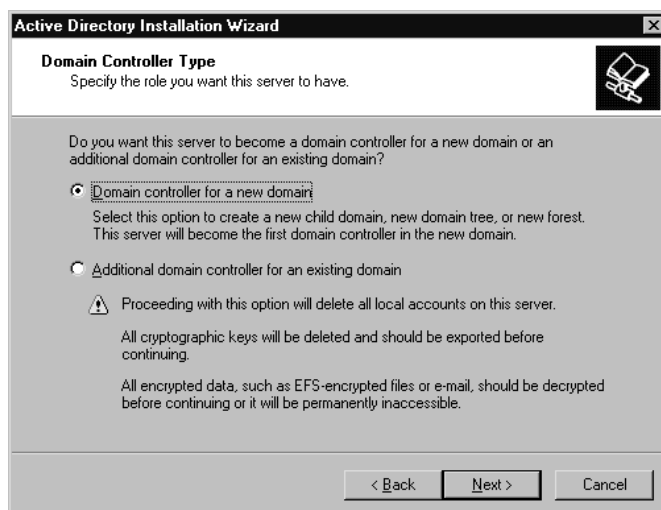 Active Directory Installation Wizard
Domain Controller Type
Specify the role you want this server to have.
Do you want this server to become a domain controller for a new domain or an
additional domain controller for an existing domain?
Domain controller for a new domain
Select this option to create a new child domain, new domain tree, or new forest.
This server will become the first domain controller in the new domain.
Additional domain controller for an existing domain
Proceeding with this option will delete all local accounts on this server.
All cryptographic keys will be deleted and should be exported before
continuing.
All encrypted data, such as EFS-encrypted files or e-mail, should be decrypted
before continuing or it will be permanently inaccessible.
< Back Next > Cancel